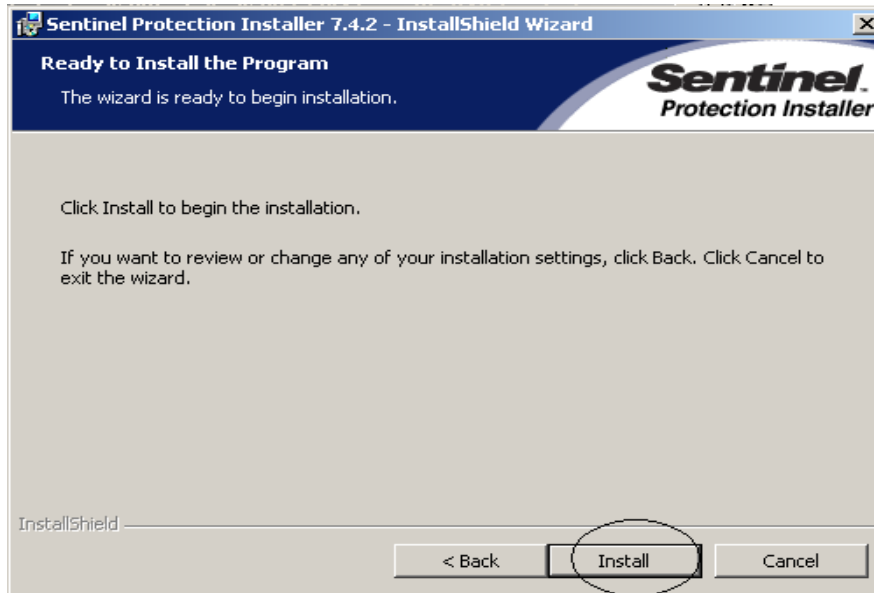 Sentinel Protection Installer 7.4.2 - InstallShield Wizard
Ready to Install the Program
The wizard is ready to begin installation.
Sentinel.
Protection Installer
Click Install to begin the installation.
If you want to review or change any of your installation settings, click Back. Click Cancel to
exit the wizard.
InstallShield
< Back
Install
Cancel